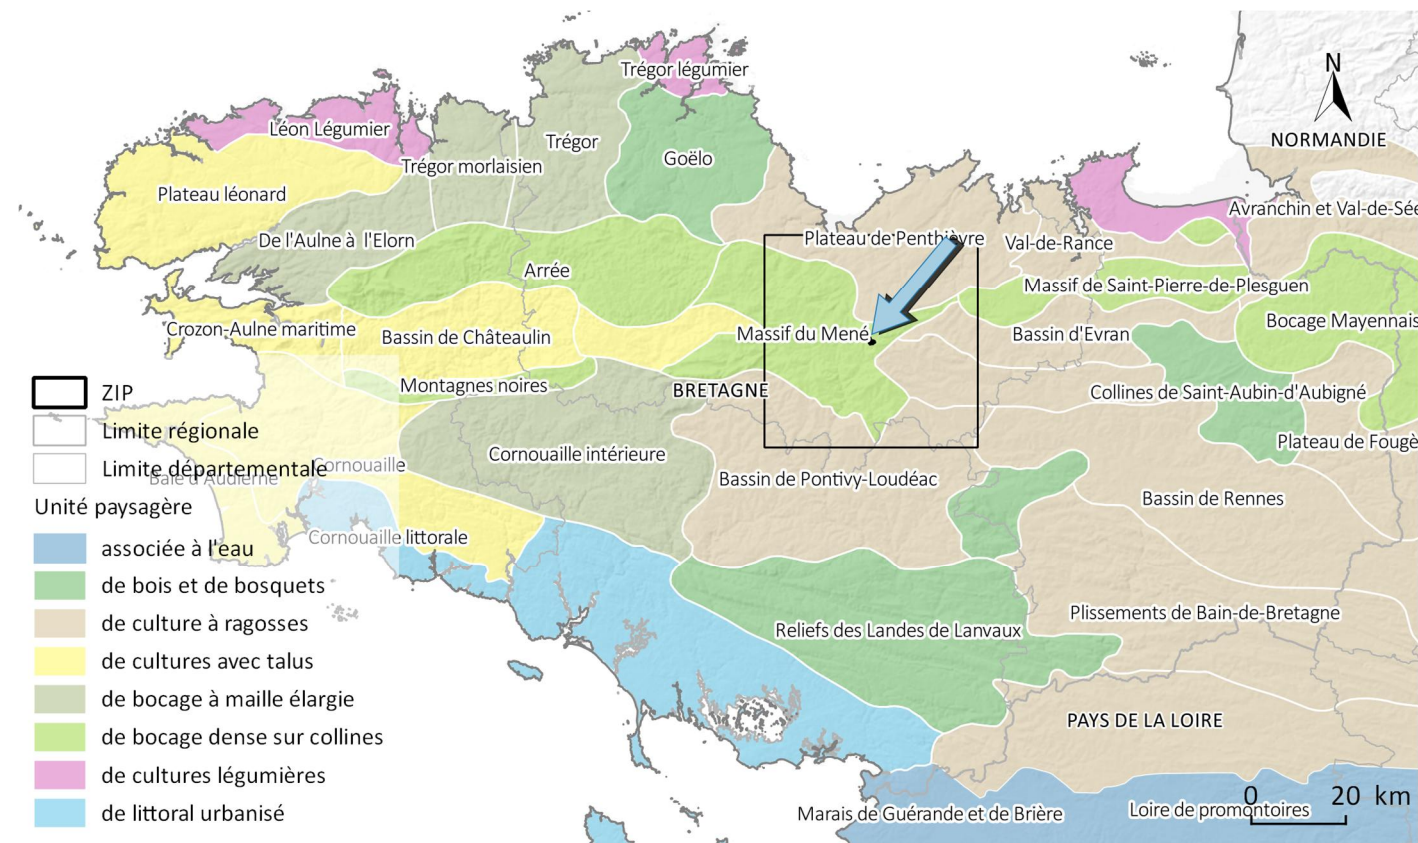 Trégor légumier
N
Léon Légumier
NORMANDIE
Trégor
Goëlo
Trégor morlaisien
Plateau léonard
Avranchin et Val-de-Sée
De l'Aulne à l'Elorn
Plateau de Penthièvre
Val-de-Rance
Arrée
Massif de Saint-Pierre-de-Plesguen
Crozon-Aulne maritime
Bassin de Châteaulin
Massif du Mené
Bassin d'Evran
Bocage Mayennais
Montagnes noires
BRETAGNE
Collines de Saint-Aubin-d'Aubigné
ZIP
Limite régionale
Plateau de Fougè
Cornouaille intérieure
Limite départementale
Cornouaille
Baie d'Audierne
Bassin de Pontivy-Loudéac
Bassin de Rennes
Unité paysagère
Cornouaille littorale
associée à l'eau
de bois et de bosquets
de culture à ragosses
Plissements de Bain-de-Bretagne
Reliefs des Landes de Lanvaux
de cultures avec talus
de bocage à maille élargie
PAYS DE LA LOIRE
de bocage dense sur collines
de cultures légumières
de littoral urbanisé
Marais de Guérande et de Brière
Loire de promontoires
0 20 km